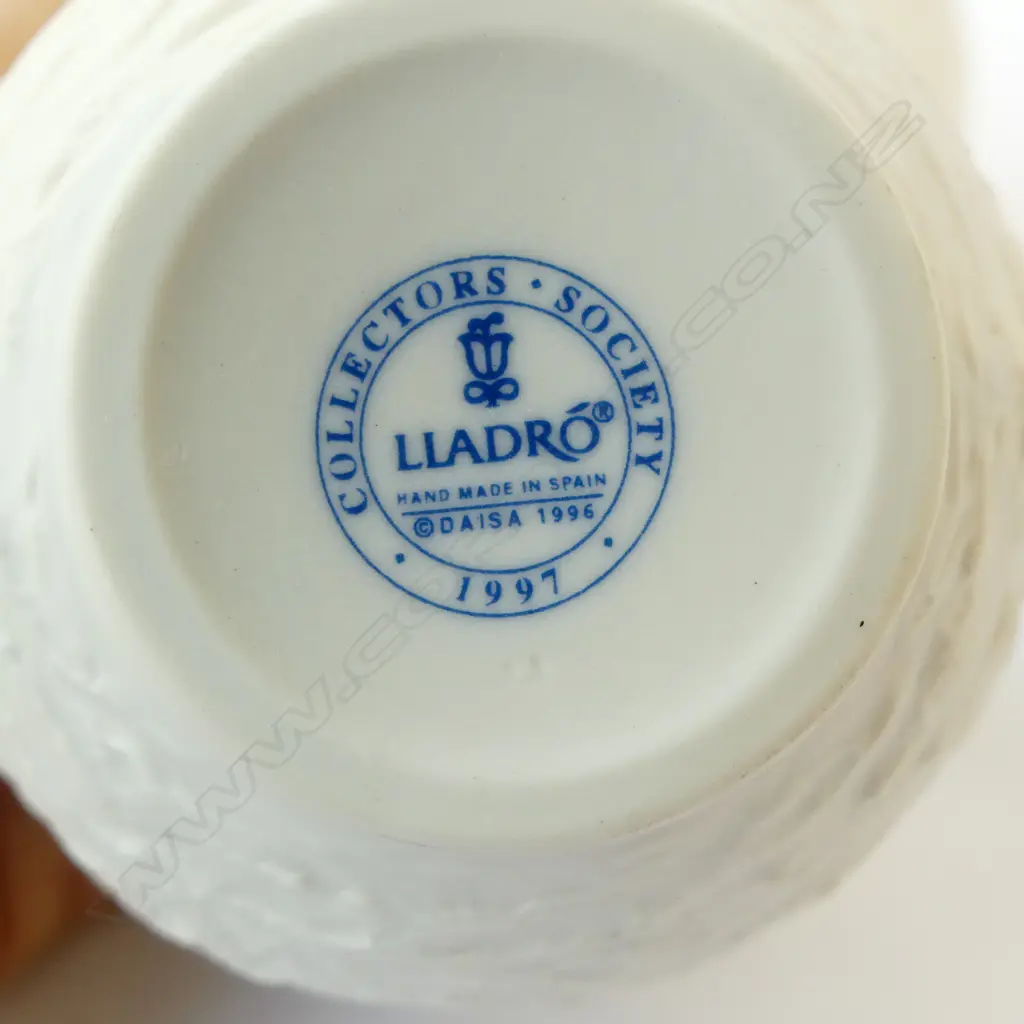 COLLECTORS · SOCIETY
LLADRÓ®
HAND MADE IN SPAIN
©DAISA 1996
· 1997 ·